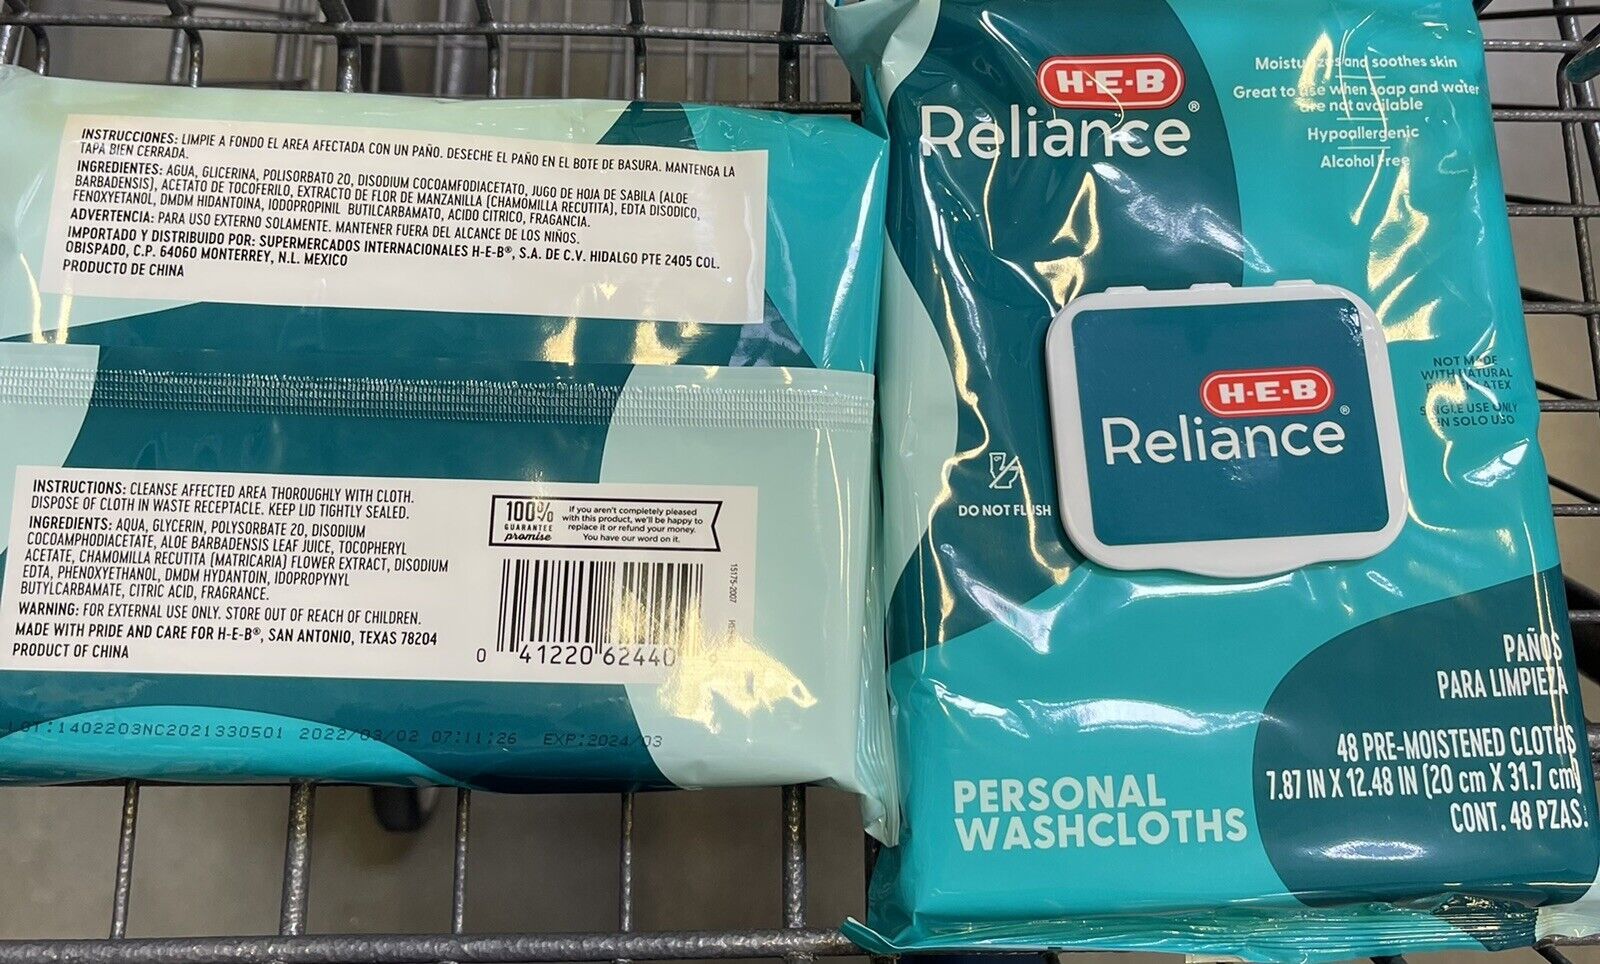 INSTRUCCIONES: LIMPIE A FONDO EL AREA AFECTADA CON UN PAÑO. DESECHE EL PAÑO EN EL BOTE DE BASURA. MANTENGA LA
TAPA BIEN CERRADA.
INGREDIENTES: AGUA, GLICERINA, POLISORBATO 20, DISODIUM COCOAMFODIACETATO, JUGO DE HOJA DE SABILA (ALOE
BARBADENSIS), ACETATO DE TOCOFERILO, EXTRACTO DE FLOR DE MANZANILLA (CHAMOMILLA RECUTITA), EDTA DISODICO,
FENOXYETANOL, DMDM HIDANTOINA, IODOPROPINIL BUTILCARBAMATO, ACIDO CITRICO, FRAGANCIA.
ADVERTENCIA: PARA USO EXTERNO SOLAMENTE. MANTENER FUERA DEL ALCANCE DE LOS NIÑOS.
IMPORTADO Y DISTRIBUIDO POR: SUPERMERCADOS INTERNACIONALES H-E-B®, S.A. DE C.V. HIDALGO PTE 2405 COL.
OBISPADO, C.P. 64060 MONTERREY, N.L. MEXICO
PRODUCTO DE CHINA
INSTRUCTIONS: CLEANSE AFFECTED AREA THOROUGHLY WITH CLOTH.
DISPOSE OF CLOTH IN WASTE RECEPTACLE. KEEP LID TIGHTLY SEALED.
INGREDIENTS: AQUA, GLYCERIN, POLYSORBATE 20, DISODIUM
COCOAMPHODIACETATE, ALOE BARBADENSIS LEAF JUICE, TOCOPHERYL
ACETATE, CHAMOMILLA RECUTITA (MATRICARIA) FLOWER EXTRACT, DISODIUM
EDTA, PHENOXYETHANOL, DMDM HYDANTOIN, IDOPROPYNYL
BUTYLCARBAMATE, CITRIC ACID, FRAGRANCE.
WARNING: FOR EXTERNAL USE ONLY. STORE OUT OF REACH OF CHILDREN.
MADE WITH PRIDE AND CARE FOR H-E-B®, SAN ANTONIO, TEXAS 78204
PRODUCT OF CHINA
100%
GUARANTEE
promise
If you aren't completely pleased
with this product, we'll be happy to
replace it or refund your money.
You have our word on it.
0 41220 62440
15175-2007
LOT:1402203NC2021330501 2022/03/02 07:11:26 EXP:2024/03
H-E-B
Reliance®
Moisturizes and soothes skin
Great to use when soap and water
are not available
Hypoallergenic
Alcohol Free
H-E-B
Reliance®
NOT MADE
WITH NATURAL
LATEX
SINGLE USE ONLY
UN SOLO USO
DO NOT FLUSH
PERSONAL
WASHCLOTHS
PAÑOS
PARA LIMPIEZA
48 PRE-MOISTENED CLOTHS
7.87 IN X 12.48 IN (20 cm X 31.7 cm)
CONT. 48 PZAS.